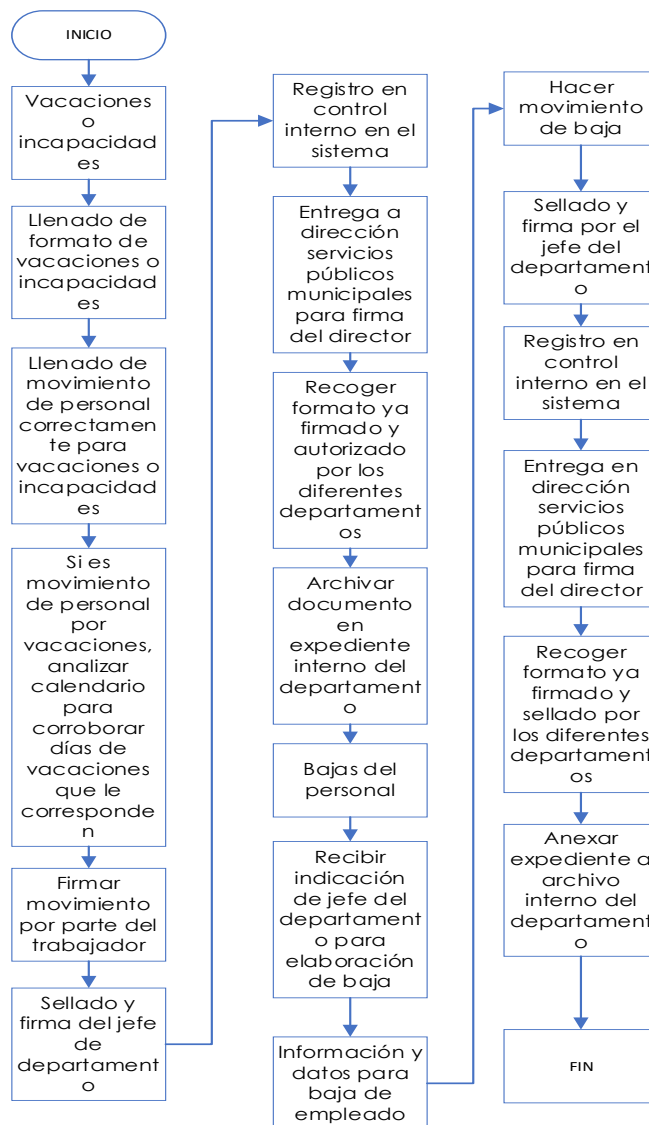 INICIO
Vacaciones
o
incapacidad
es
Llenado de
formato de
vacaciones o
incapacidad
es
Llenado de
movimiento
de personal
correctamen
te para
vacaciones o
incapacidad
es
Si es
movimiento
de personal
por
vacaciones,
analizar
calendario
para
corroborar
días de
vacaciones
que le
corresponde
n
Firmar
movimiento
por parte del
trabajador
Sellado y
firma del jefe
de
departament
o
Registro en
control
interno en el
sistema
Entrega a
dirección
servicios
públicos
municipales
para firma
del director
Recoger
formato ya
firmado y
autorizado
por los
diferentes
departament
os
Archivar
documento
en
expediente
interno del
departament
o
Bajas del
personal
Recibir
indicación
de jefe del
departament
o para
elaboración
de baja
Información y
datos para
baja de
empleado
Hacer
movimiento
de baja
Sellado y
firma por el
jefe del
departament
o
Registro en
control
interno en el
sistema
Entrega en
dirección
servicios
públicos
municipales
para firma
del director
Recoger
formato ya
firmado y
sellado por
los diferentes
departament
os
Anexar
expediente a
archivo
interno del
departament
o
FIN